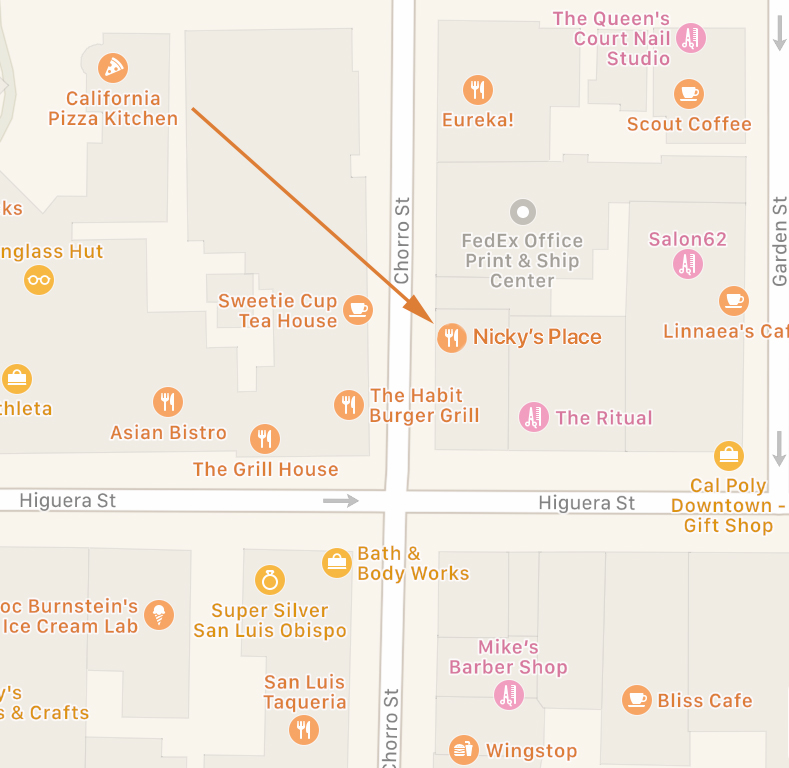 The Queen's
Court Nail
Studio
California
Pizza Kitchen
Eureka!
Scout Coffee
ks
Chorro St
Garden St
FedEx Office
Print & Ship
Center
Salon62
nglass Hut
Sweetie Cup
Tea House
Nicky's Place
Linnaea's Caf
thleta
The Habit
Burger Grill
Asian Bistro
The Ritual
The Grill House
Higuera St
Higuera St
Cal Poly
Downtown -
Gift Shop
Bath &
Body Works
oc Burnstein's
Ice Cream Lab
Super Silver
San Luis Obispo
Mike's
Barber Shop
San Luis
Taqueria
y's
s & Crafts
Chorro St
Bliss Cafe
Wingstop